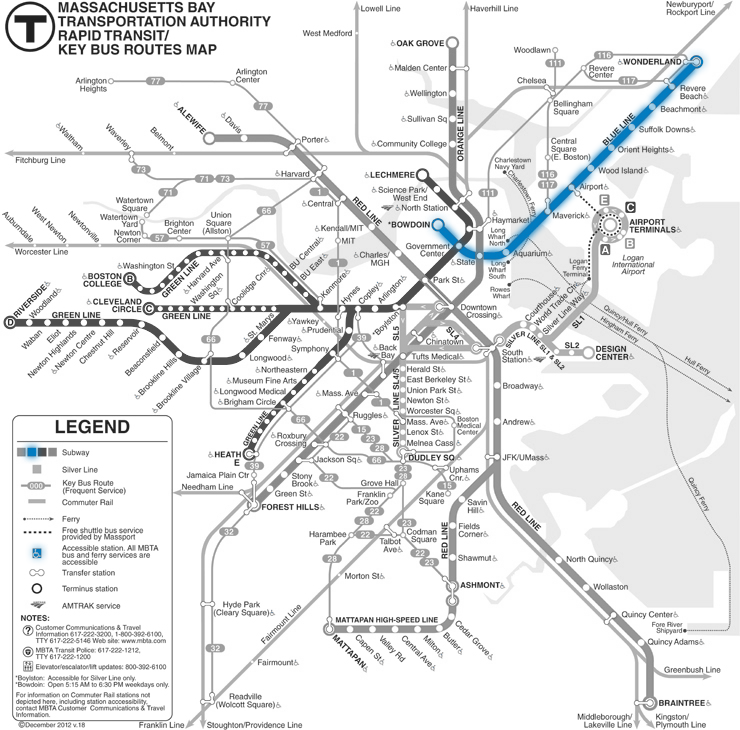 MASSACHUSETTS BAY
TRANSPORTATION AUTHORITY
RAPID TRANSIT/
KEY BUS ROUTES MAP
T
Lowell Line
Haverhill Line
Newburyport/
Rockport Line
West Medford
OAK GROVE
Malden Center
Wellington
Sullivan Sq
Community College
ORANGE LINE
Woodlawn
111
116
Revere
Center
117
WONDERLAND
Chelsea
Bellingham
Square
Revere
Beach
Beachmont
Suffolk Downs
Orient Heights
Wood Island
Airport
BLUE LINE
Central
Square
(E. Boston)
116
117
111
Maverick
Chelsea
Arlington
Heights
77
Arlington
Center
77
ALEWIFE
Davis
Porter
Harvard
Central
1
Kendall/MIT
MIT
Charles/
MGH
RED LINE
Waltham
Waverley
Belmont
Fitchburg Line
73
71
73
71
Watertown
Square
Watertown
Yard
Newton
Corner
57
Brighton
Center
Union
Square
(Allston)
66
57
Auburndale
West Newton
Newtonville
Worcester Line
LECHMERE
Science Park/
West End
North Station
*BOWDOIN
Government
Center
State
Haymarket
Charlestown
Navy Yard
Charlestown Ferry
Long
Wharf
North
Long
Wharf
South
Aquarium
Rowes
Wharf
E
C
A
B
AIRPORT
TERMINALS
Logan
International
Airport
Logan
Ferry
Terminal
Park St
Downtown
Crossing
Courthouse
World Trade Ctr.
Silver Line Way
SL1
SILVER LINE SL1 & SL2
SL2
DESIGN
CENTER
South
Station
Quincy/Hull Ferry
Hingham Ferry
Hull Ferry
Quincy Ferry
Washington St.
Harvard Ave.
GREEN LINE
BOSTON
COLLEGE
B
Washington
Sq.
Coolidge Cnr.
BU Central
BU East
Kenmore
Hynes
Copley
Arlington
*Boylston
CLEVELAND
CIRCLE
C
GREEN LINE
RIVERSIDE
D
Woodland
Waban
Eliot
Newton Highlands
Newton Centre
Chestnut Hill
Reservoir
Beaconsfield
Brookline Hills
Brookline Village
GREEN LINE
St. Marys
Fenway
Longwood
66
Yawkey
Prudential
Symphony
Northeastern
Museum Fine Arts
Longwood Medical
Brigham Circle
39
Back
Bay
Chinatown
Tufts Medical
SL5
SL4
Herald St
East Berkeley St
Union Park St
Newton St
Worcester Sq
Mass. Ave
Lenox St
Melnea Cass
SILVER LINE SL4/5
Boston
Medical
Center
DUDLEY SQ
Mass. Ave
1
1
Ruggles
Roxbury
Crossing
Jackson Sq
Stony
Brook
Green St
FOREST HILLS
GREEN LINE
HEATH
E
39
Jamaica Plain Ctr
Needham Line
66
22
15
23
28
22
66
23
28
15
Uphams
Cnr.
Kane
Square
Grove Hall
Franklin
Park/Zoo
22
28
22
23
Harambee
Park
Talbot
Ave
Codman
Square
22
23
28
Morton St
Broadway
Andrew
JFK/UMass
Savin
Hill
Fields
Corner
Shawmut
RED LINE
ASHMONT
Cedar Grove
Butler
Milton
Central Ave
Valley Rd
Capen St
MATTAPAN
MATTAPAN HIGH-SPEED LINE
RED LINE
North Quincy
Wollaston
Quincy Center
Quincy Adams
Fore River
Shipyard
Greenbush Line
BRAINTREE
Middleborough/
Lakeville Line
Kingston/
Plymouth Line
32
Hyde Park
(Cleary Square)
Fairmount Line
Fairmount
32
Readville
(Wolcott Square)
Franklin Line
Stoughton/Providence Line
LEGEND
Subway
Silver Line
000
Key Bus Route
(Frequent Service)
Commuter Rail
Ferry
Free shuttle bus service
provided by Massport
Accessible station. All MBTA
bus and ferry services are
accessible
Transfer station
Terminus station
AMTRAK service
NOTES:
Customer Communications & Travel
Information 617-222-3200, 1-800-392-6100,
TTY 617-222-5146 Web site: www.mbta.com
MBTA Transit Police: 617-222-1212,
TTY 617-222-1200
Elevator/escalator/lift updates: 800-392-6100
*Boylston: Accessible for Silver Line only.
*Bowdoin: Open 5:15 AM to 6:30 PM weekdays only.
For information on Commuter Rail stations not
depicted here, including station accessibility,
contact MBTA Customer Communications & Travel
Information.
©December 2012 v.18